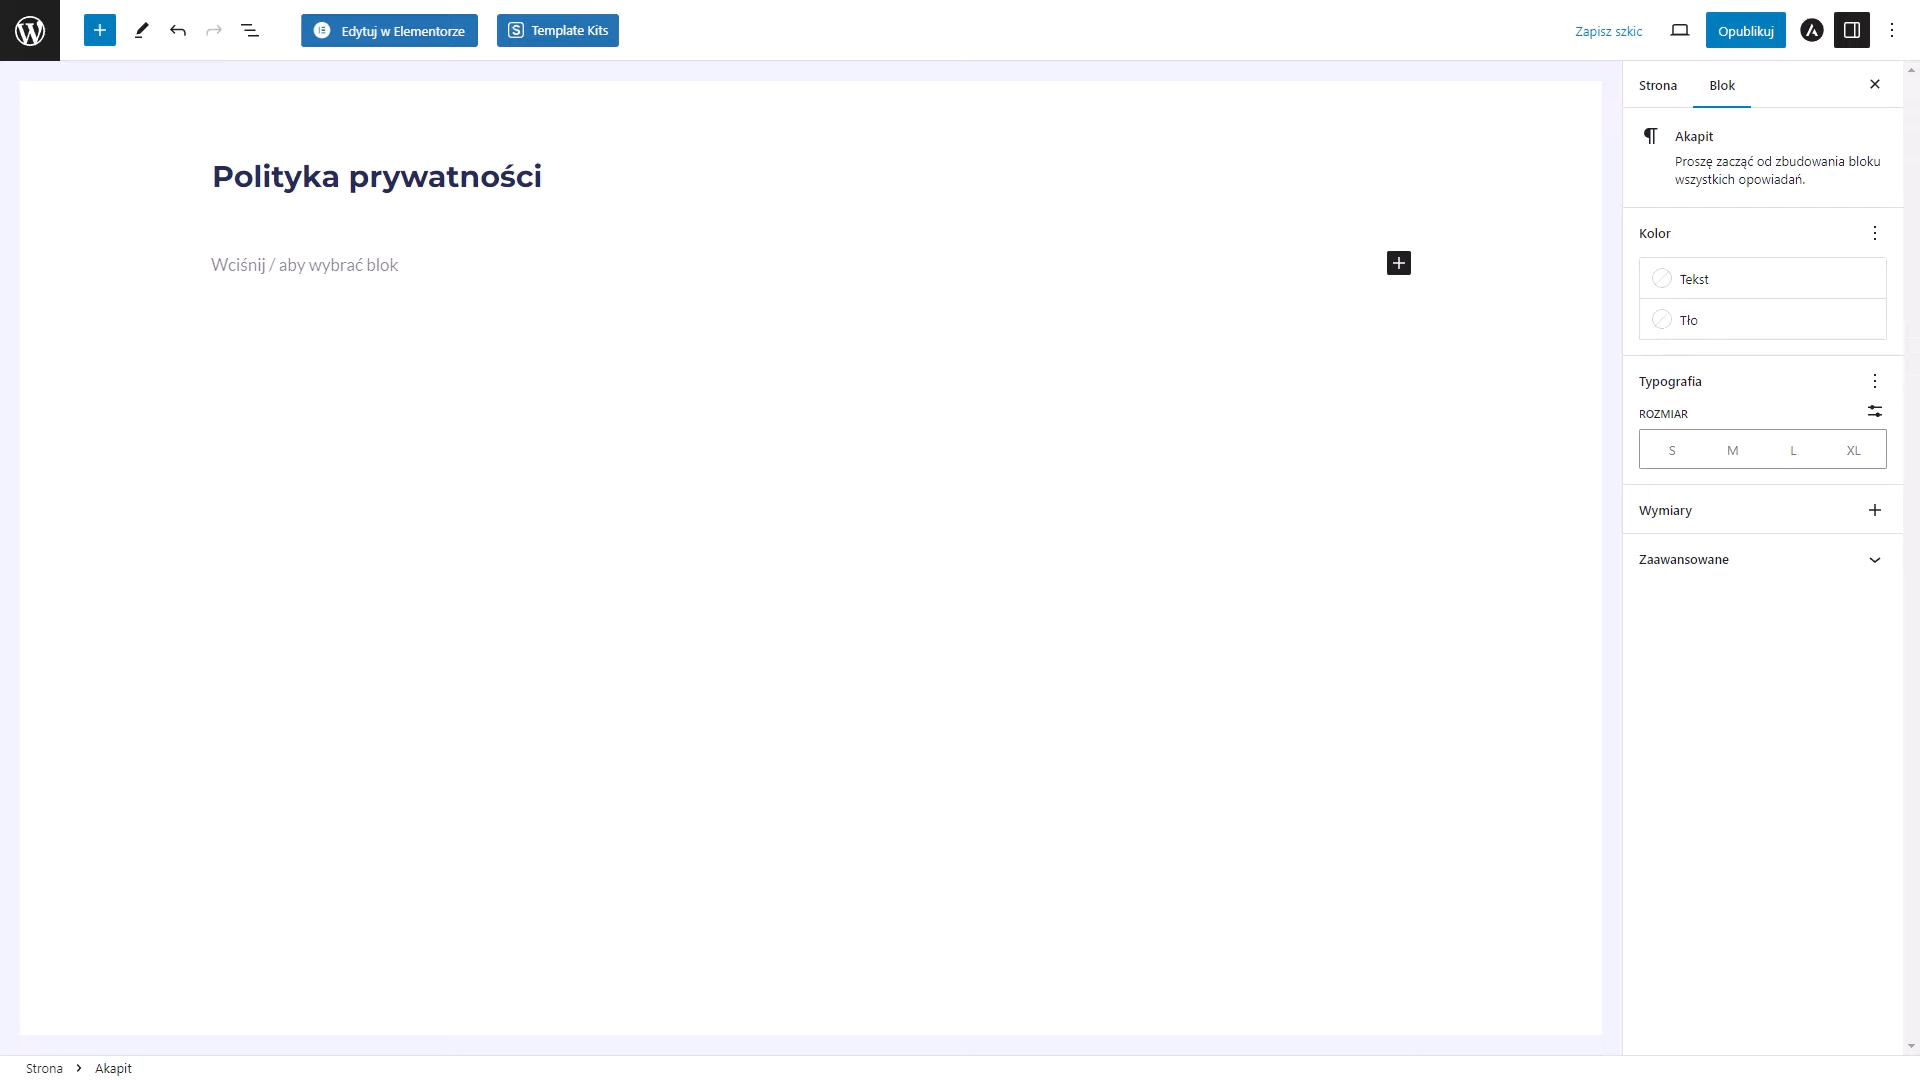 Edytuj w Elementorze
Template Kits
Zapisz szkic
Opublikuj
Strona
Blok
Akapit
Proszę zacząć od zbudowania bloku
wszystkich opowiadań.
Polityka prywatności
Wciśnij / aby wybrać blok
Kolor
Tekst
Tło
Typografia
ROZMIAR
S M L XL
Wymiary
Zaawansowane
Strona
Akapit